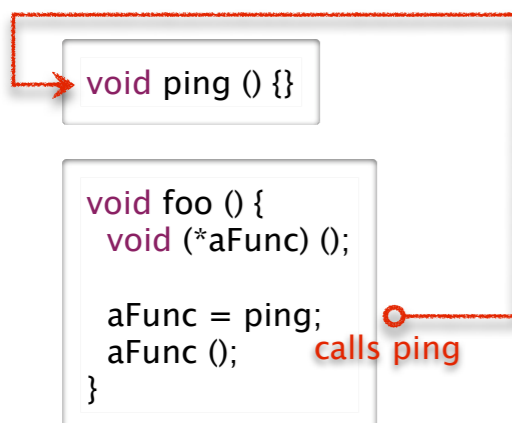 void ping () {}
void foo () {
void (*aFunc) ();
aFunc = ping;
aFunc ();
calls ping
}